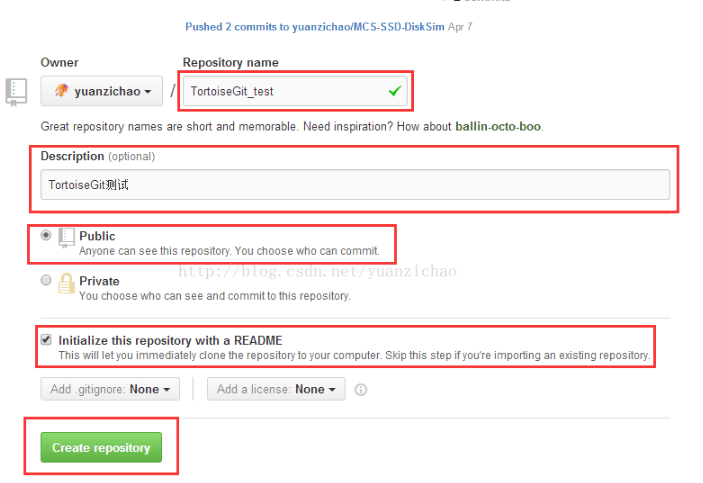 Pushed 2 commits to yuanzichao/MCS-SSD-DiskSim Apr 7
Owner
Repository name
yuanzichao
/
TortoiseGit_test
Great repository names are short and memorable. Need inspiration? How about ballin-octo-boo.
Description (optional)
TortoiseGit测试
Public
Anyone can see this repository. You choose who can commit.
http://blog.csdn.net/yuanzichao
Private
You choose who can see and commit to this repository.
Initialize this repository with a README
This will let you immediately clone the repository to your computer. Skip this step if you're importing an existing repository.
Add .gitignore: None
Add a license: None
Create repository